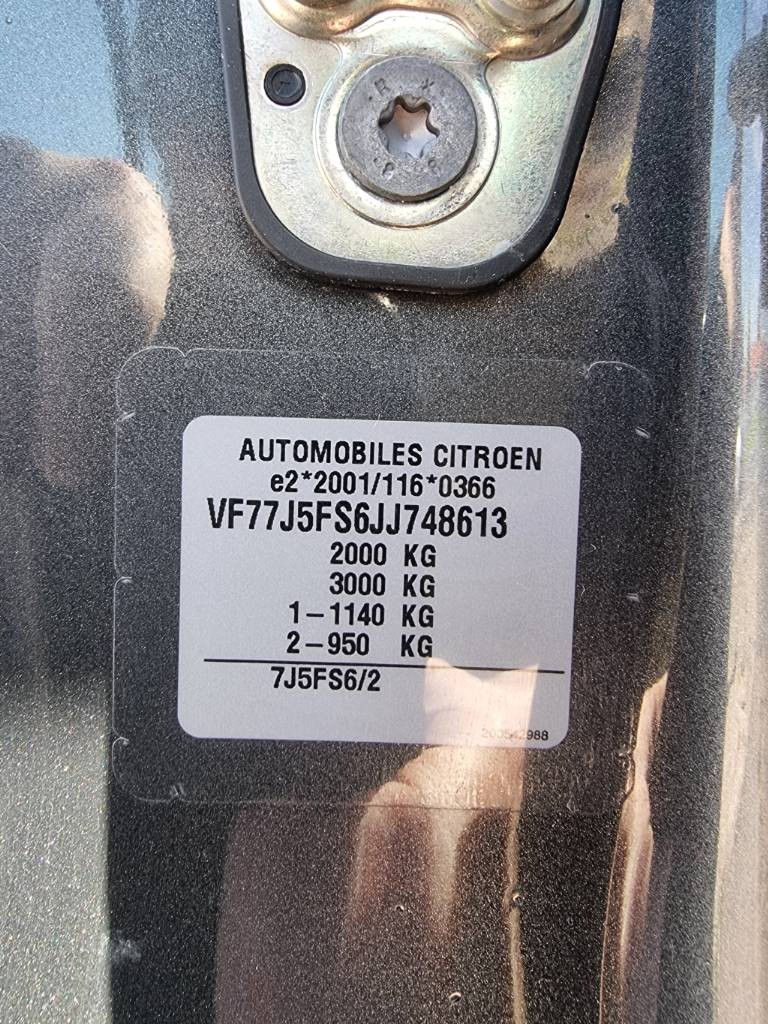 AUTOMOBILES CITROEN
e2*2001/116*0366
VF77J5FS6JJ748613
2000 KG
3000 KG
1-1140 KG
2-950 KG
7J5FS6/2